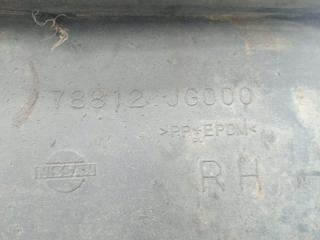 78812 JG000
>PP+EPDM<
NISSAN
RH